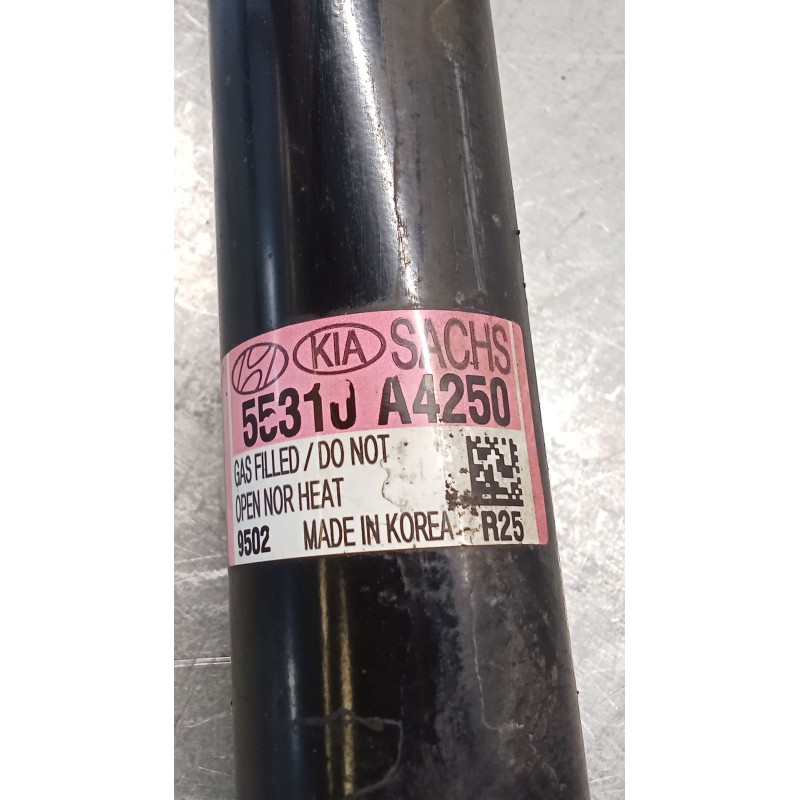 KIA SACHS
55310 A4250
GAS FILLED / DO NOT
OPEN NOR HEAT
9502 MADE IN KOREA R25